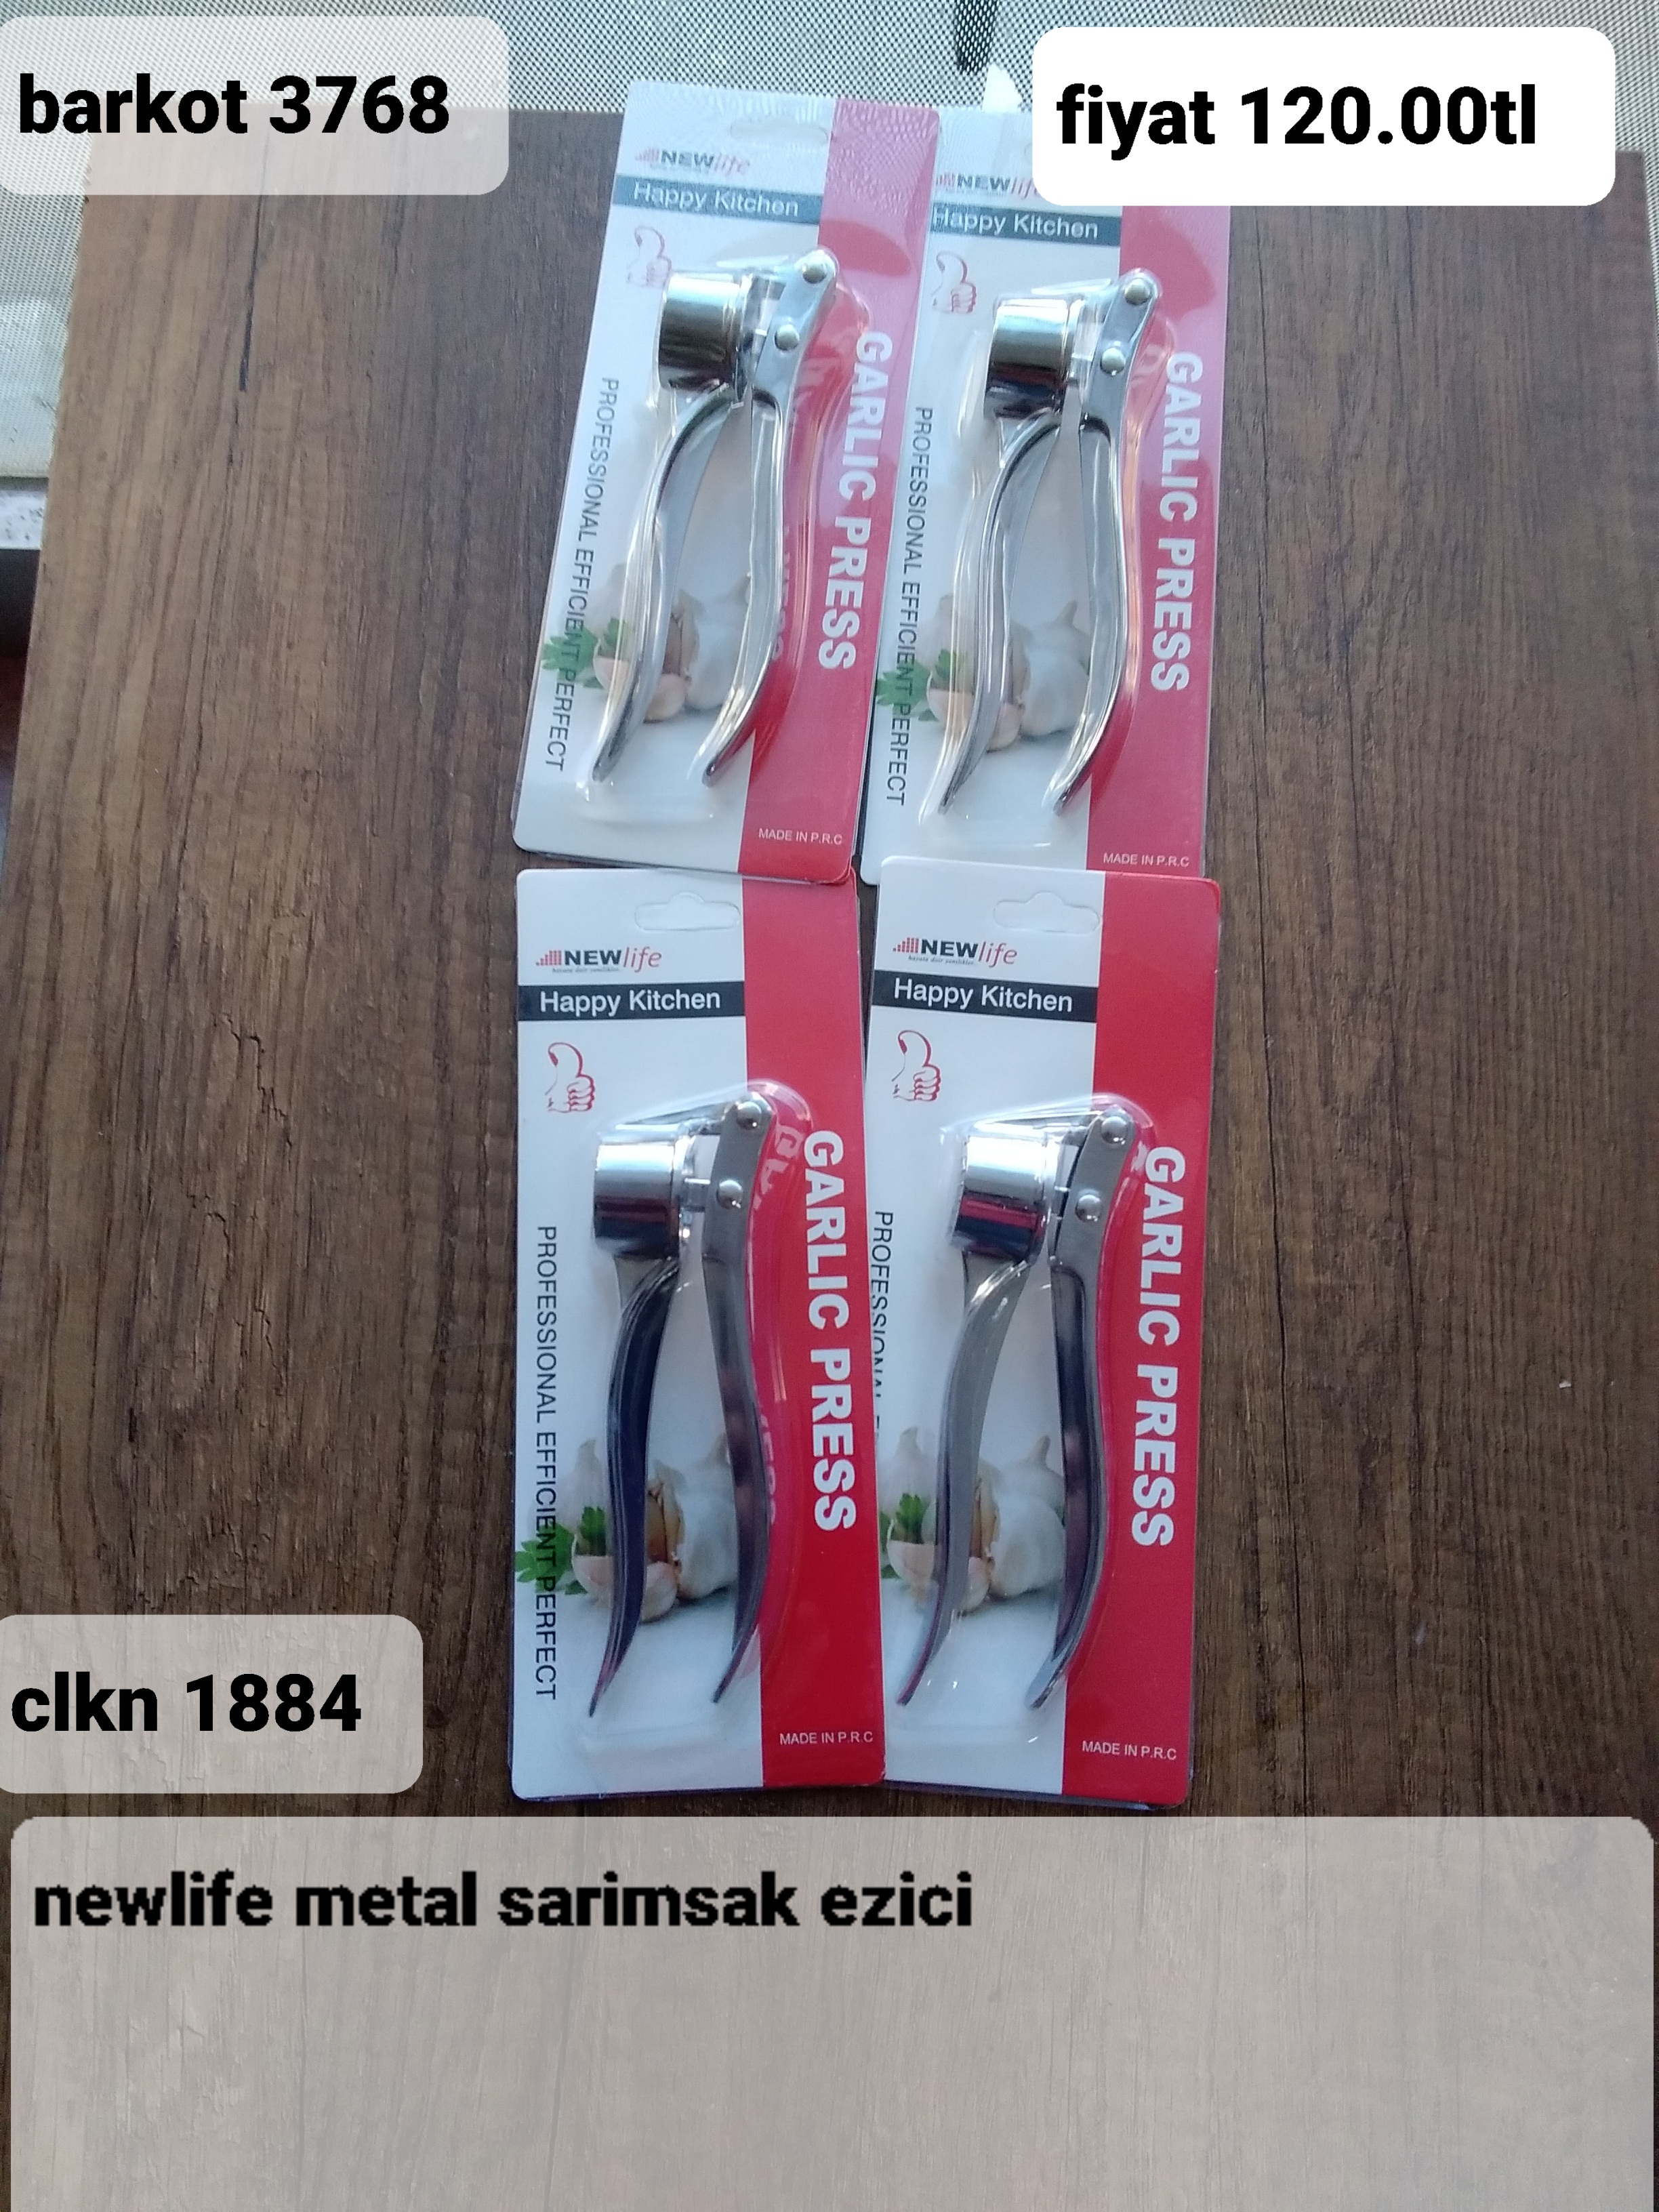 barkot 3768
fiyat 120.00tl
NEWlife
Happy Kitchen
GARLIC PRESS
PROFESSIONAL EFFICIENT PERFECT
MADE IN P.R.C
NEWlife
Happy Kitchen
GARLIC PRESS
PROFESSIONAL EFFICIENT PERFECT
MADE IN P.R.C
NEWlife
Happy Kitchen
GARLIC PRESS
PROFESSIONAL EFFICIENT PERFECT
MADE IN P.R.C
NEWlife
Happy Kitchen
GARLIC PRESS
PROFESSIONAL
MADE IN P.R.C
clkn 1884
newlife metal sarimsak ezici